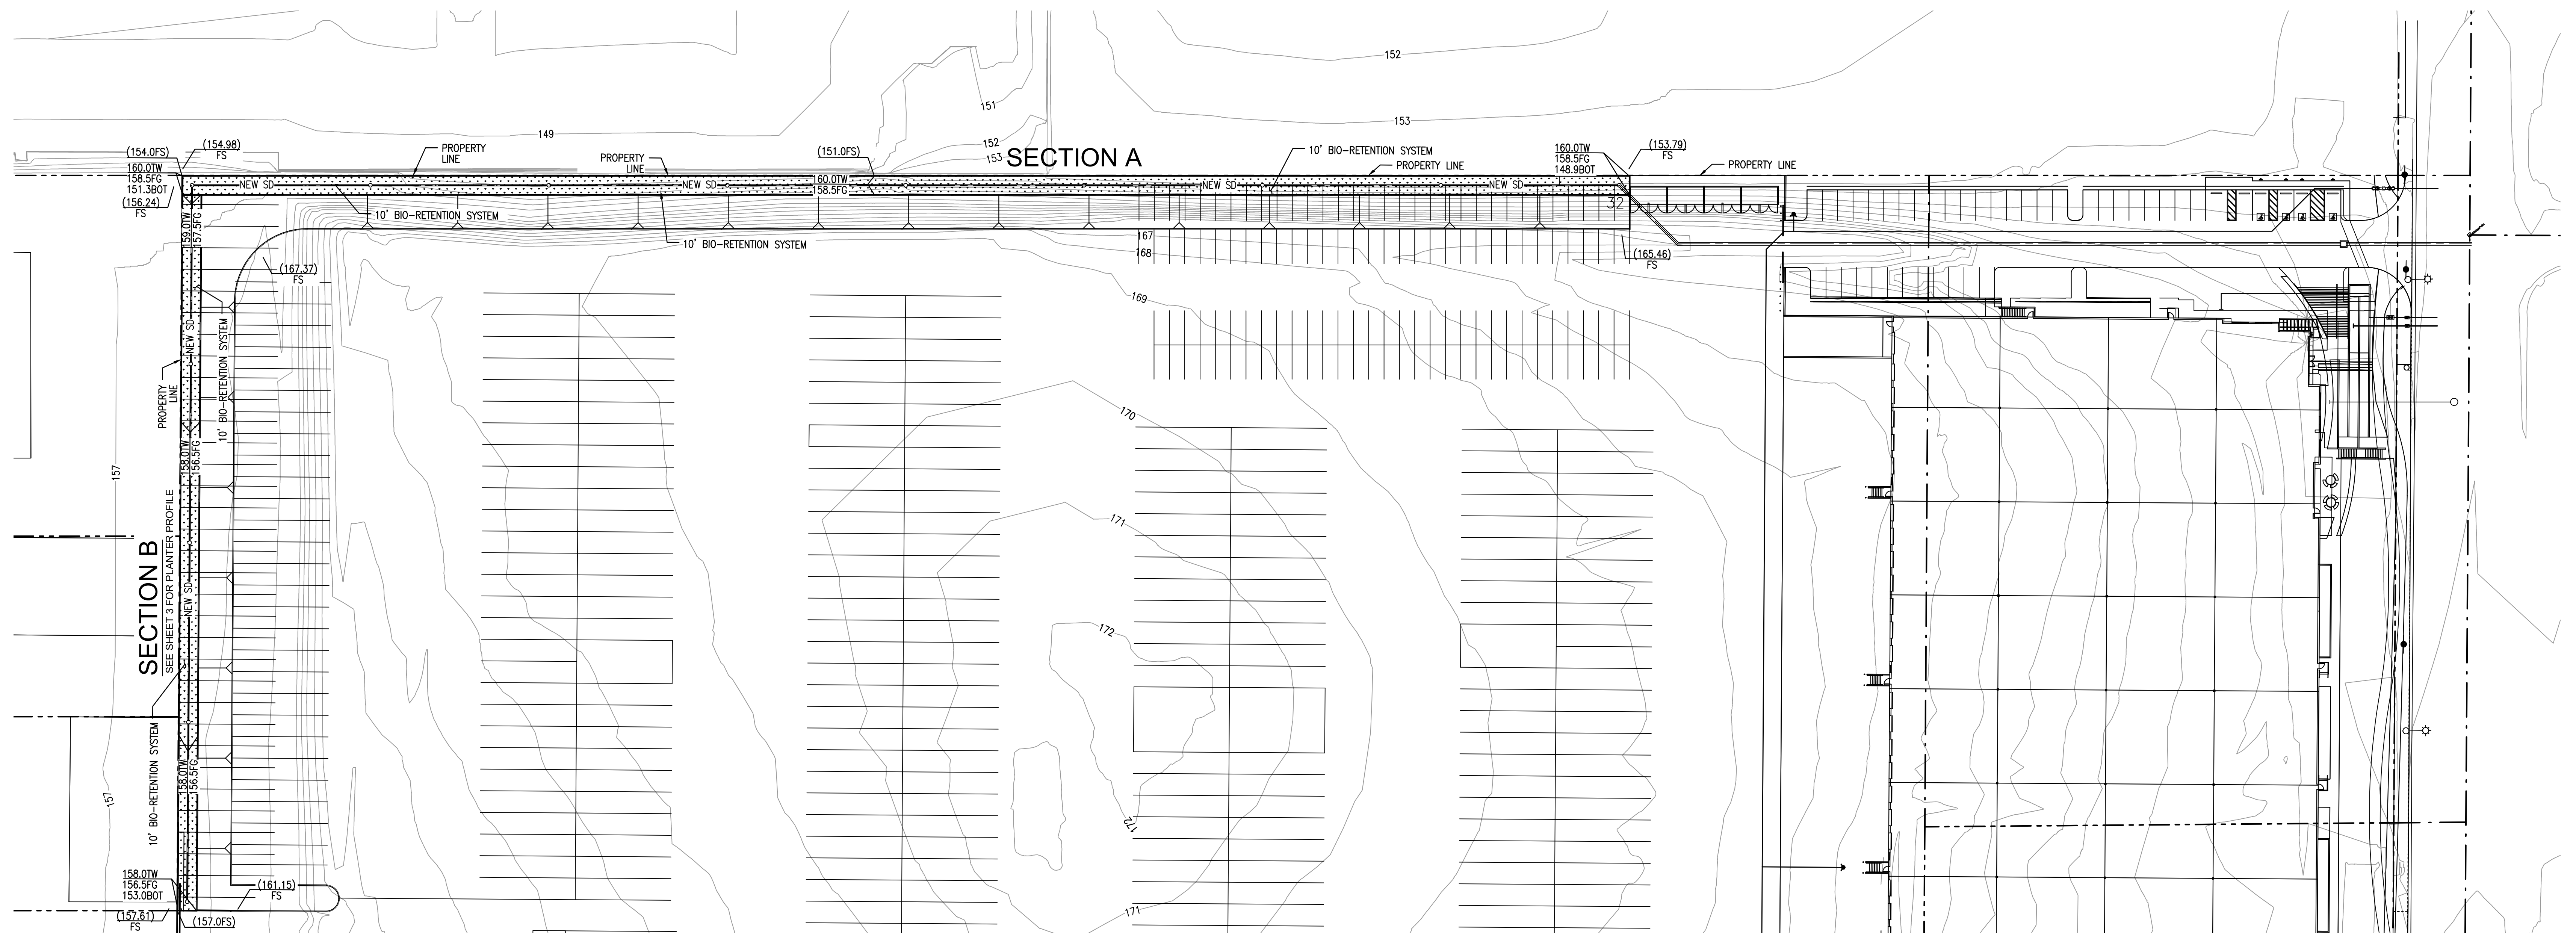 152
151
149
153
152
153
SECTION A
(154.0FS)
(154.98)
FS
PROPERTY
LINE
PROPERTY
LINE
(151.0FS)
10' BIO-RETENTION SYSTEM
PROPERTY LINE
160.0TW
158.5FG
148.9BOT
(153.79)
FS
PROPERTY LINE
160.0TW
158.5FG
151.3BOT
(156.24)
FS
NEW SD
NEW SD
160.0TW
158.5FG
NEW SD
NEW SD
32
10' BIO-RETENTION SYSTEM
10' BIO-RETENTION SYSTEM
159.0TW
157.5FG
167
168
(165.46)
FS
(167.37)
FS
169
NEW SD
10' BIO-RETENTION SYSTEM
PROPERTY
LINE
170
158.0TW
156.5FG
157
171
SECTION B
SEE SHEET 3 FOR PLANTER PROFILE
NEW SD
172
10' BIO-RETENTION SYSTEM
158.0TW
156.5FG
157
172
158.0TW
156.5FG
153.0BOT
(161.15)
FS
171
(157.61)
FS
(157.0FS)